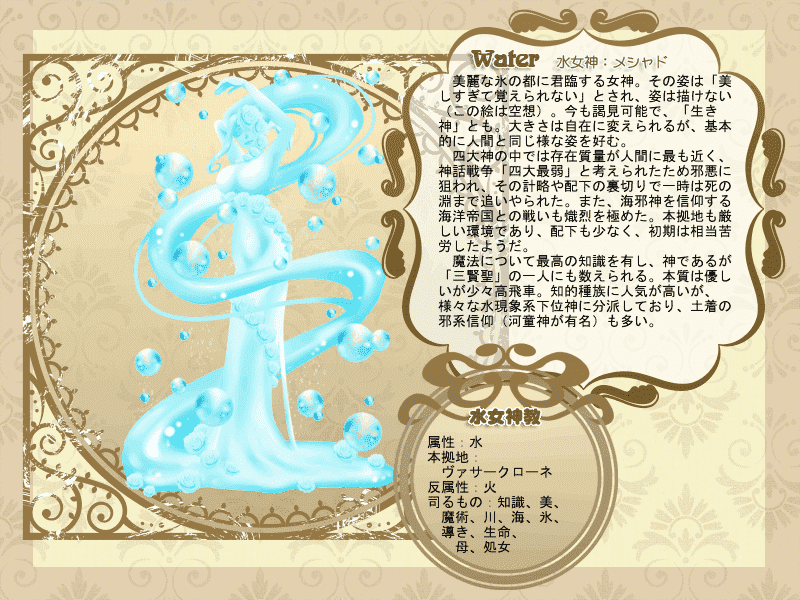 Water 水女神：メシャド
　美麗な氷の都に君臨する女神。その姿は「美
しすぎて覚えられない」とされ、姿は描けない
（この絵は空想）。今も謁見可能で、「生き
神」とも。大きさは自在に変えられるが、基本
的に人間と同じ様な姿を好む。
　四大神の中では存在質量が人間に最も近く、
神話戦争「四大最弱」と考えられたため邪悪に
狙われ、その計略や配下の裏切りで一時は死の
淵まで追いやられた。また、海邪神を信仰する
海洋帝国との戦いも熾烈を極めた。本拠地も厳
しい環境であり、配下も少なく、初期は相当苦
労したようだ。
　魔法について最高の知識を有し、神であるが
「三賢聖」の一人にも数えられる。本質は優し
いが少々高飛車。知的種族に人気が高いが、
様々な水現象系下位神に分派しており、土着の
邪系信仰（河童神が有名）も多い。
水女神教
属性：水
本拠地：
　ヴァサークローネ
反属性：火
司るもの：知識、美、
　魔術、川、海、氷、
　導き、生命、
　　母、処女